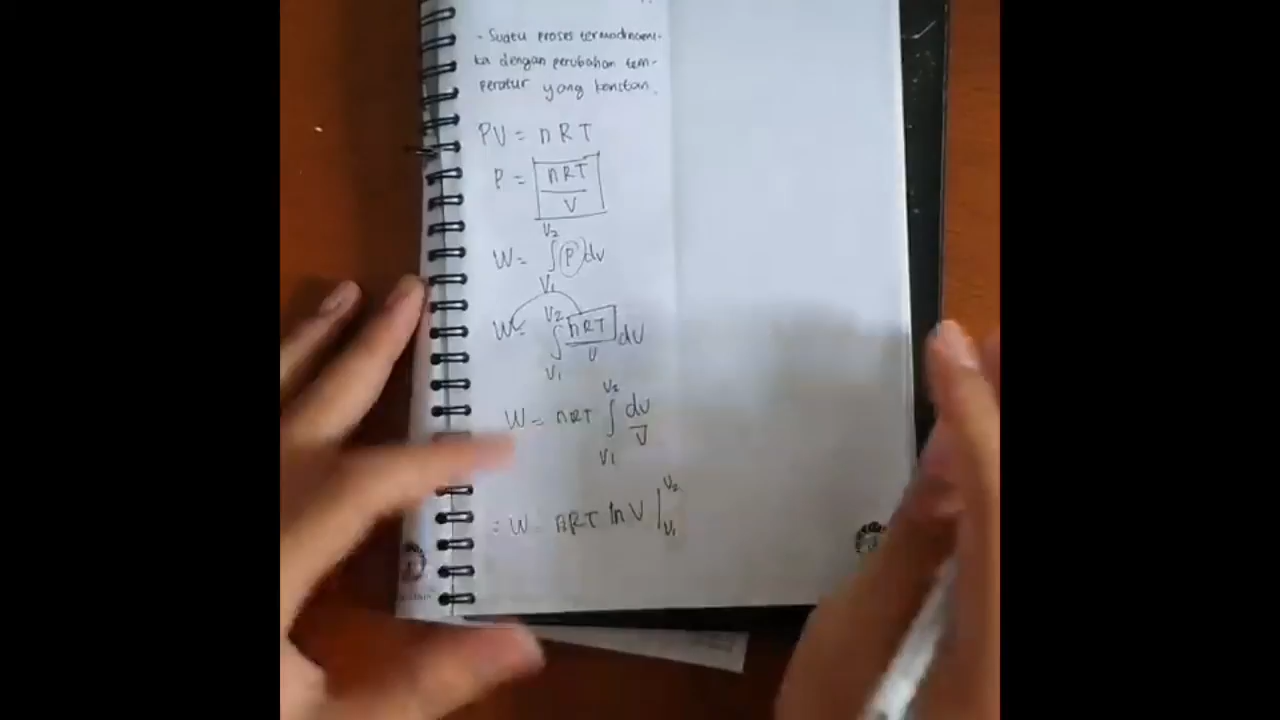 - Suatu proses termodinami-
ka dengan perubahan tem-
peratur yang konstan.
PV = nRT
P = nRT
V
V2
W = ∫ P dv
V1
V2
W = ∫ nRT dV
V
V1
V2
W = nRT ∫ dv
V
V1
= W = nRT ln V | V2
V1